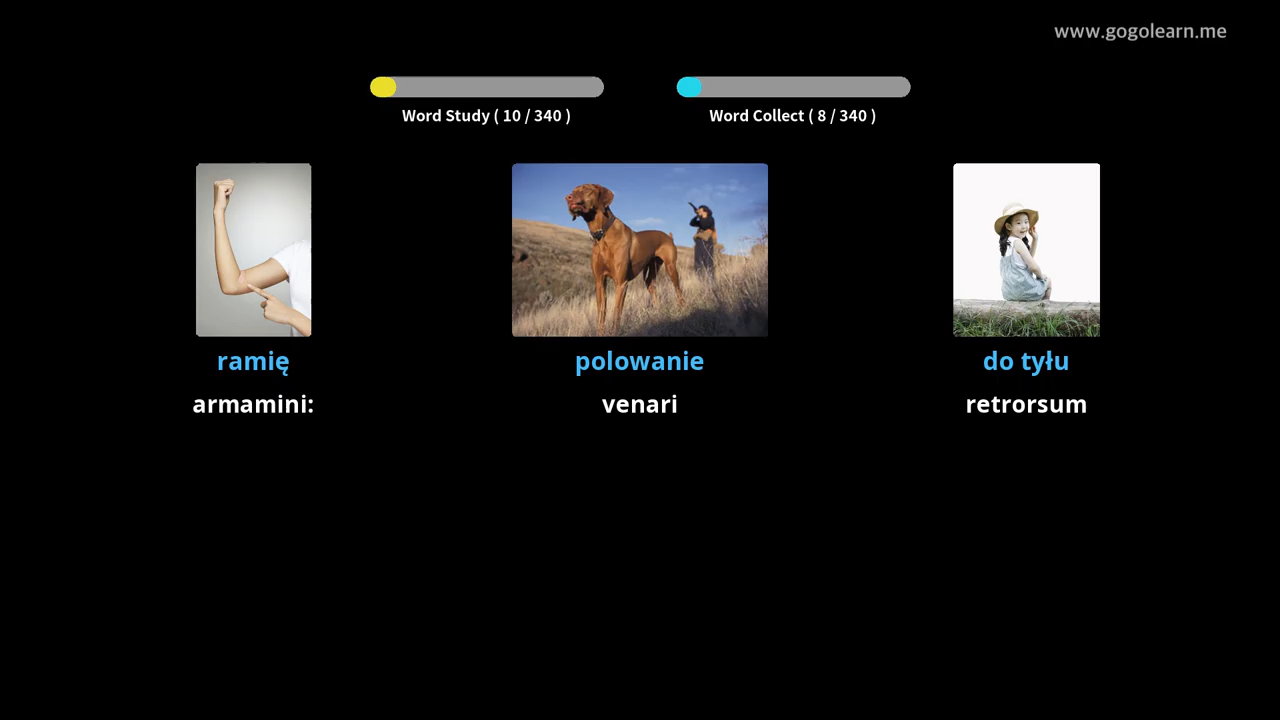 www.gogolearn.me
Word Study ( 10 / 340 )
Word Collect ( 8 / 340 )
ramię
polowanie
do tyłu
armamini:
venari
retrorsum